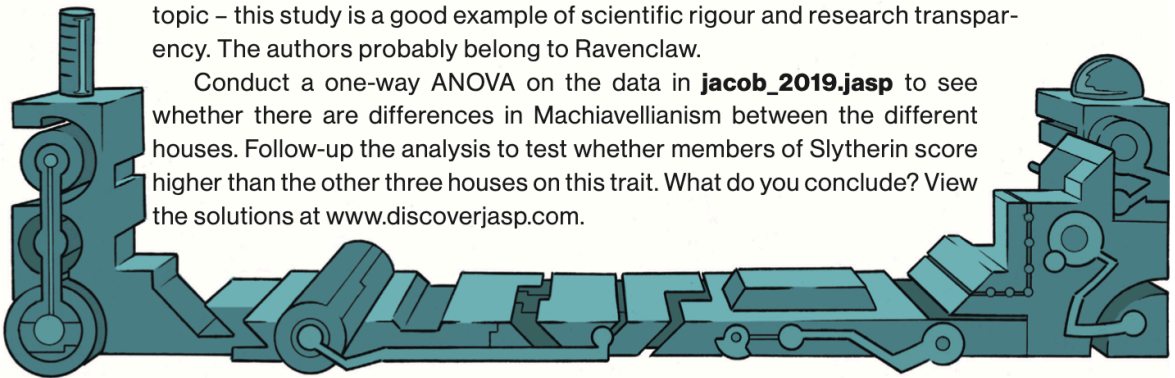 topic – this study is a good example of scientific rigour and research transpar-
ency. The authors probably belong to Ravenclaw.
Conduct a one-way ANOVA on the data in jacob_2019.jasp to see
whether there are differences in Machiavellianism between the different
houses. Follow-up the analysis to test whether members of Slytherin score
higher than the other three houses on this trait. What do you conclude? View
the solutions at www.discoverjasp.com.